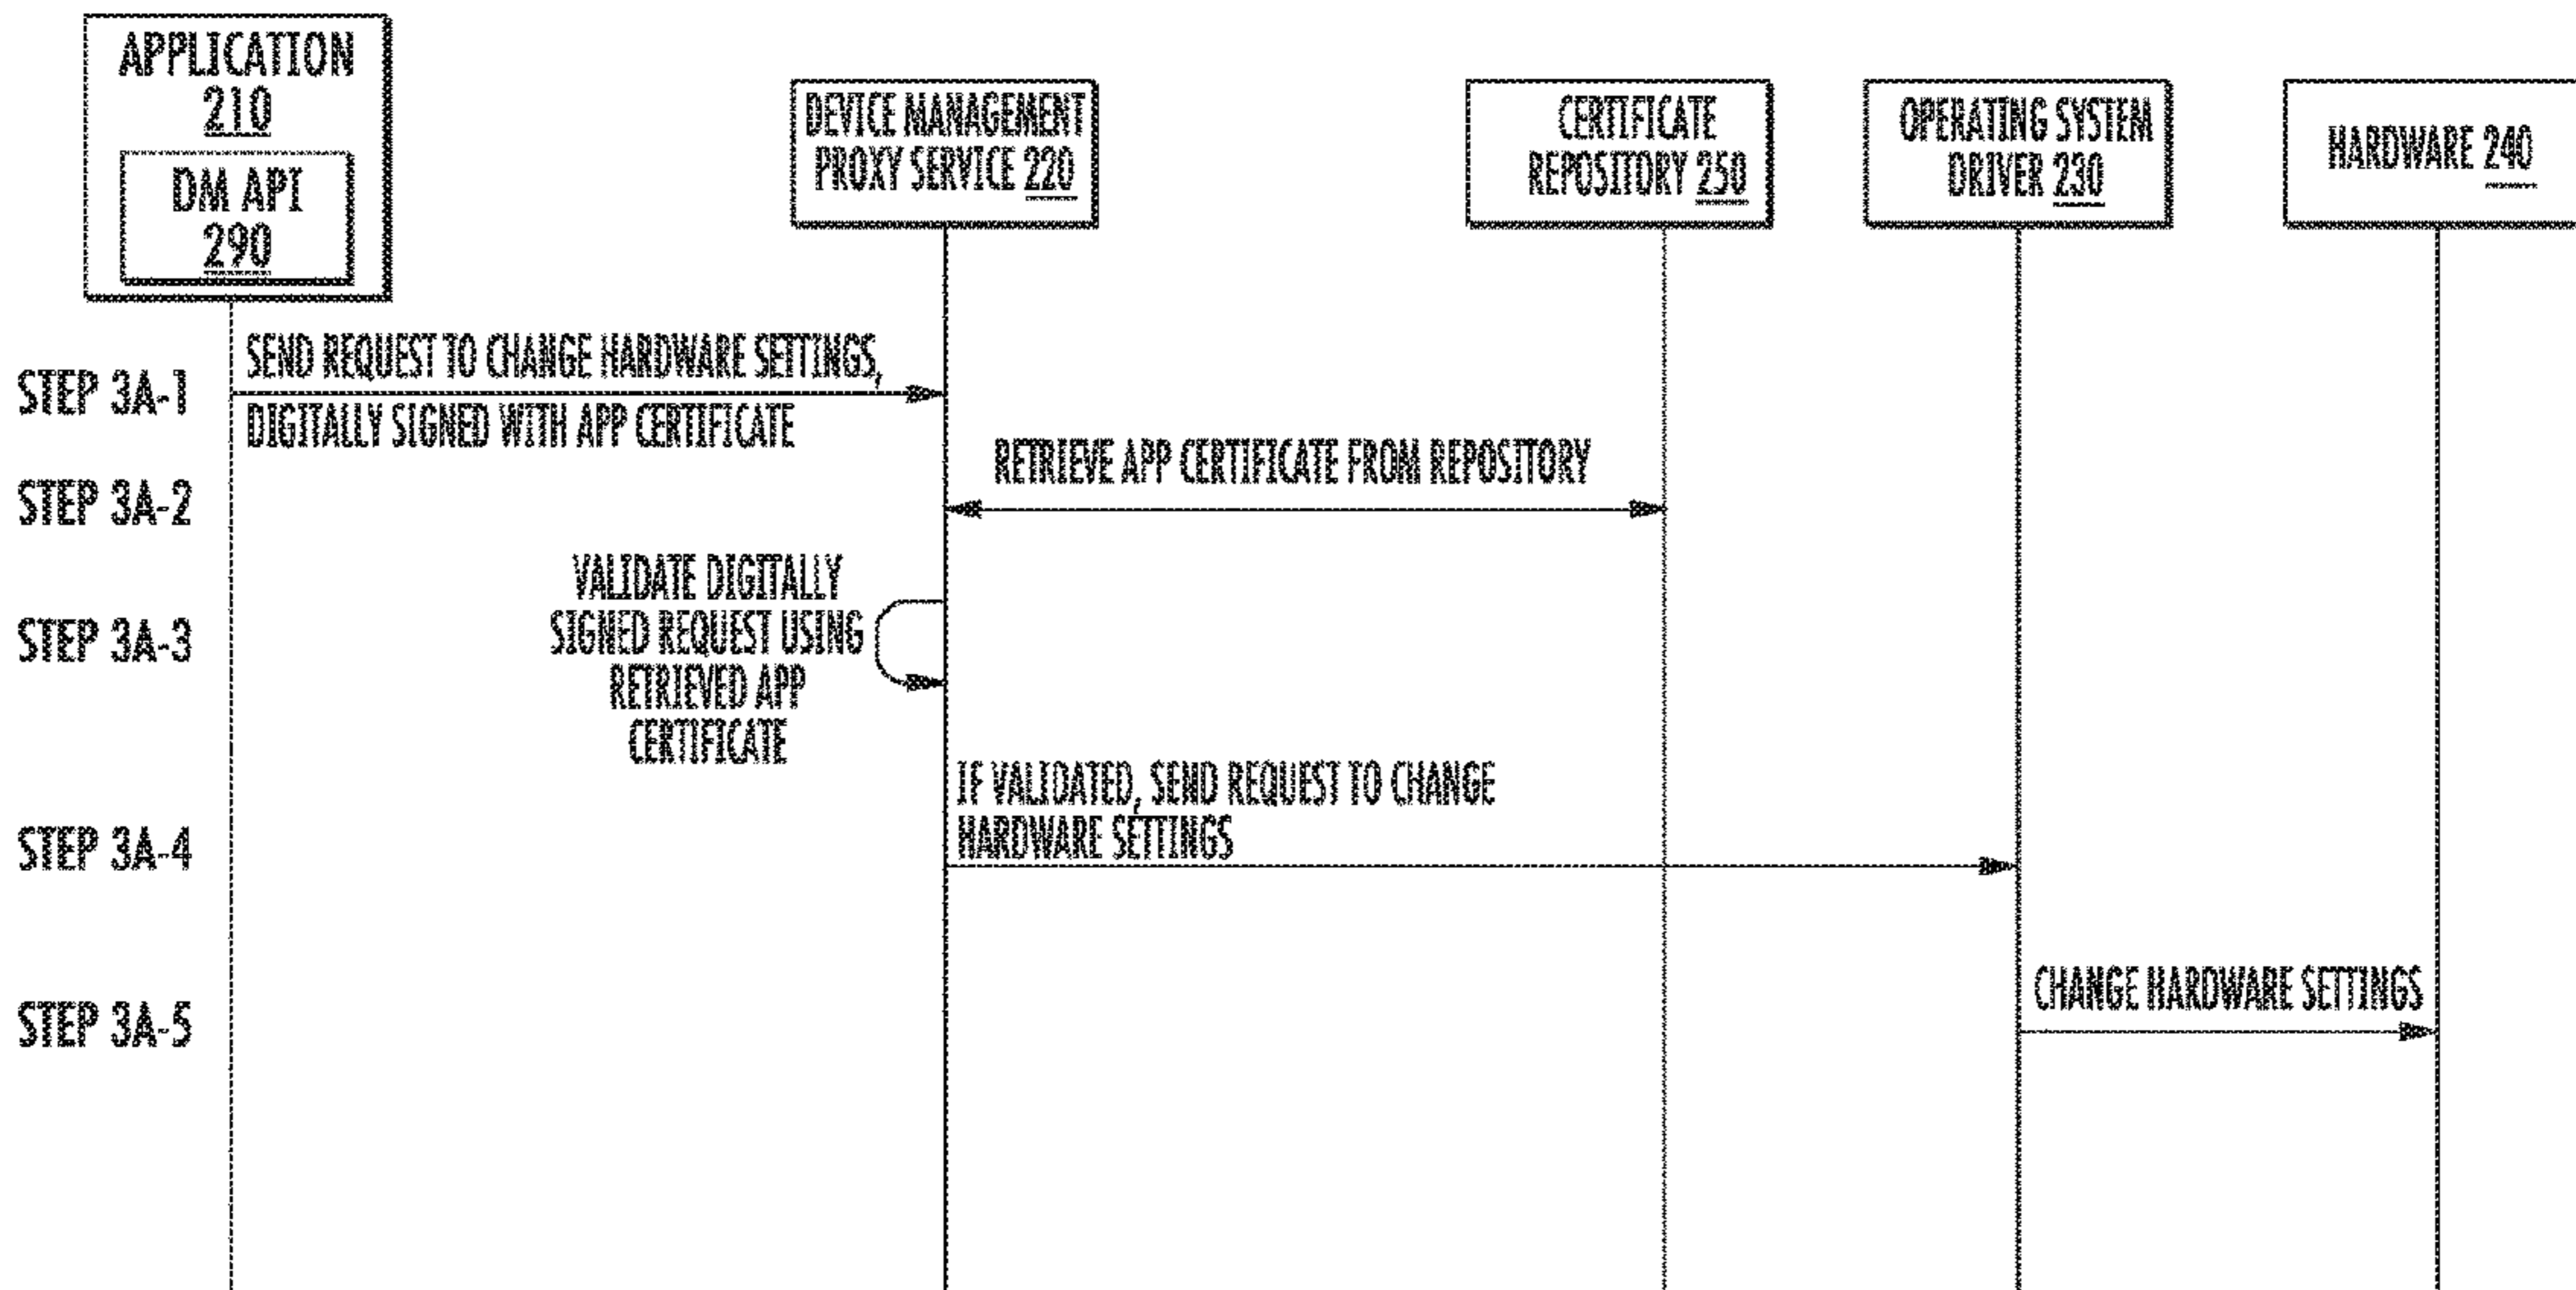 APPLICATION
210
DM API
290
DEVICE MANAGEMENT
PROXY SERVICE 220
CERTIFICATE
REPOSITORY 250
OPERATING SYSTEM
DRIVER 230
HARDWARE 240
STEP 3A-1
SEND REQUEST TO CHANGE HARDWARE SETTINGS,
DIGITALLY SIGNED WITH APP CERTIFICATE
STEP 3A-2
RETRIEVE APP CERTIFICATE FROM REPOSITORY
STEP 3A-3
VALIDATE DIGITALLY
SIGNED REQUEST USING
RETRIEVED APP
CERTIFICATE
STEP 3A-4
IF VALIDATED, SEND REQUEST TO CHANGE
HARDWARE SETTINGS
STEP 3A-5
CHANGE HARDWARE SETTINGS